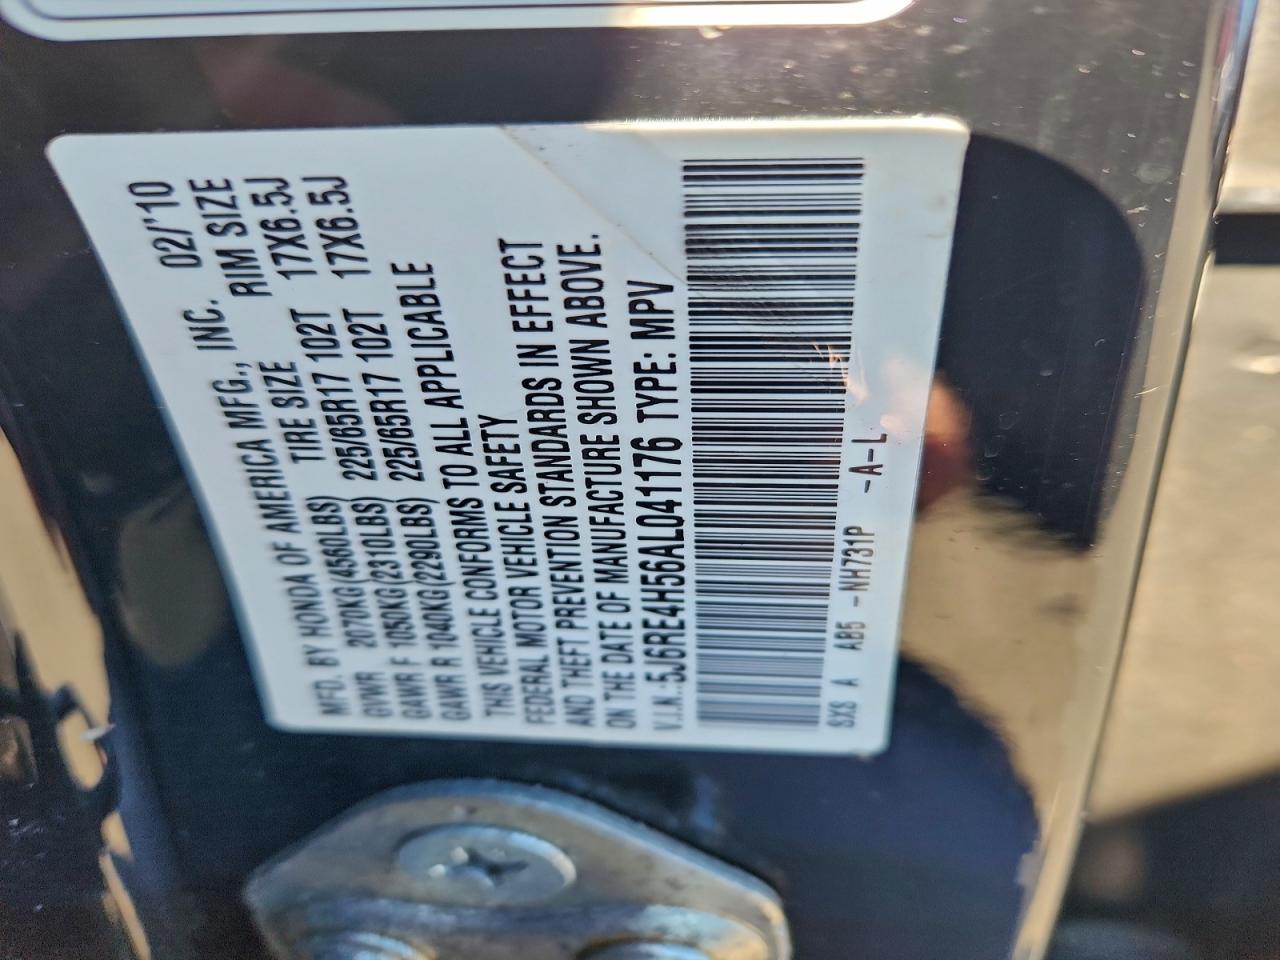 MFD. BY HONDA OF AMERICA MFG., INC. 02/'10
GVWR 2070KG(4560LBS) TIRE SIZE RIM SIZE
GAWR F 1050KG(2310LBS) 225/65R17 102T 17X6.5J
GAWR R 1040KG(2290LBS) 225/65R17 102T 17X6.5J
THIS VEHICLE CONFORMS TO ALL APPLICABLE
FEDERAL MOTOR VEHICLE SAFETY
AND THEFT PREVENTION STANDARDS IN EFFECT
ON THE DATE OF MANUFACTURE SHOWN ABOVE.
V.I.N.:5J6RE4H56AL041176 TYPE: MPV
SXS A AB5 -NH731P -A-L